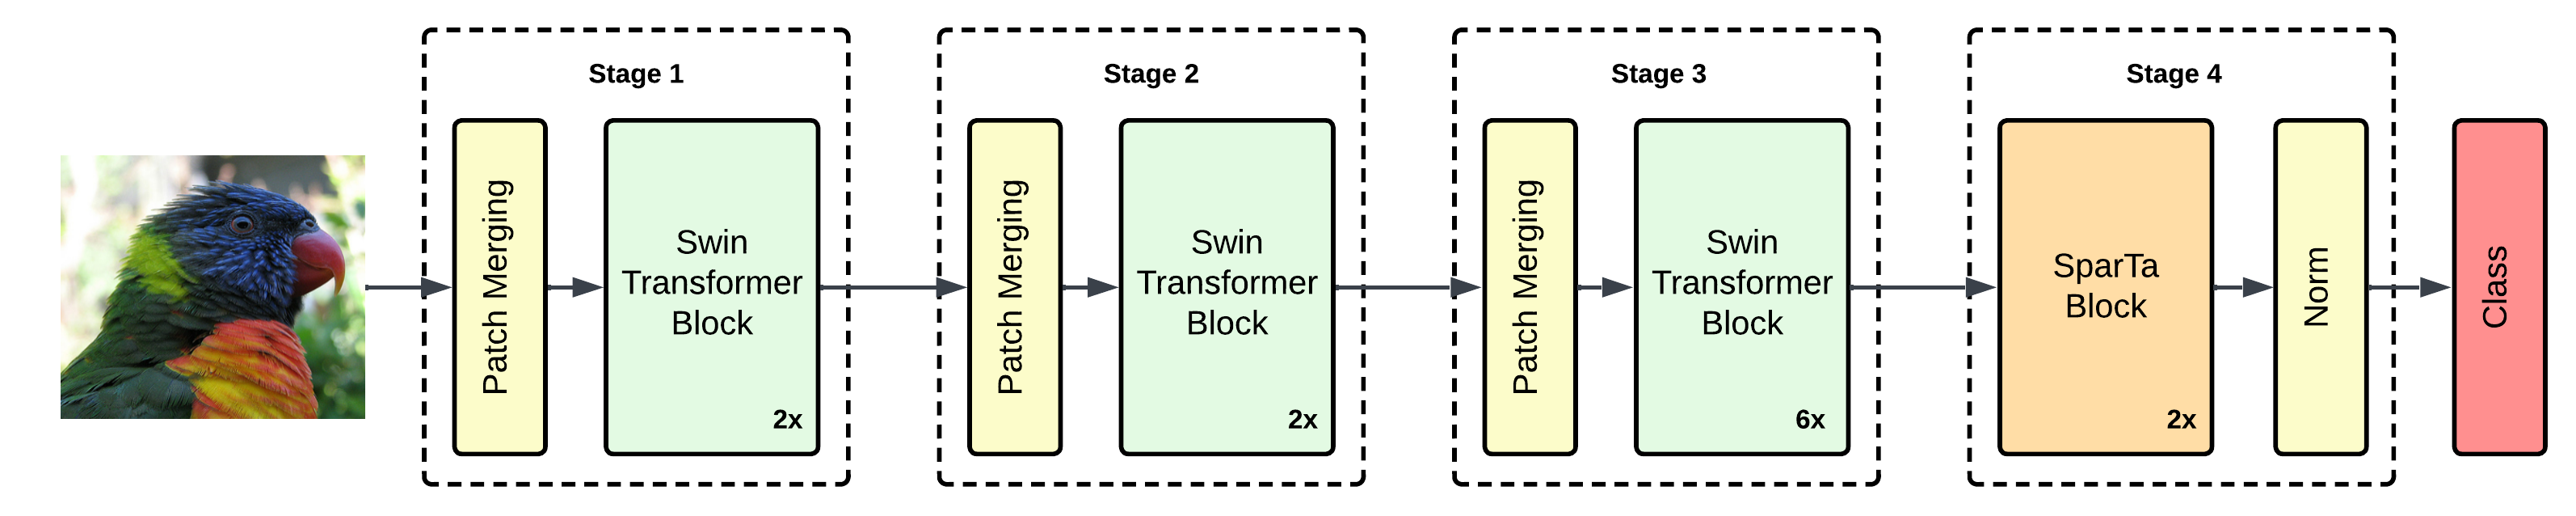 Stage 1
Patch Merging
Swin
Transformer
Block
2x
Stage 2
Patch Merging
Swin
Transformer
Block
2x
Stage 3
Patch Merging
Swin
Transformer
Block
6x
Stage 4
SparTa
Block
2x
Norm
Class